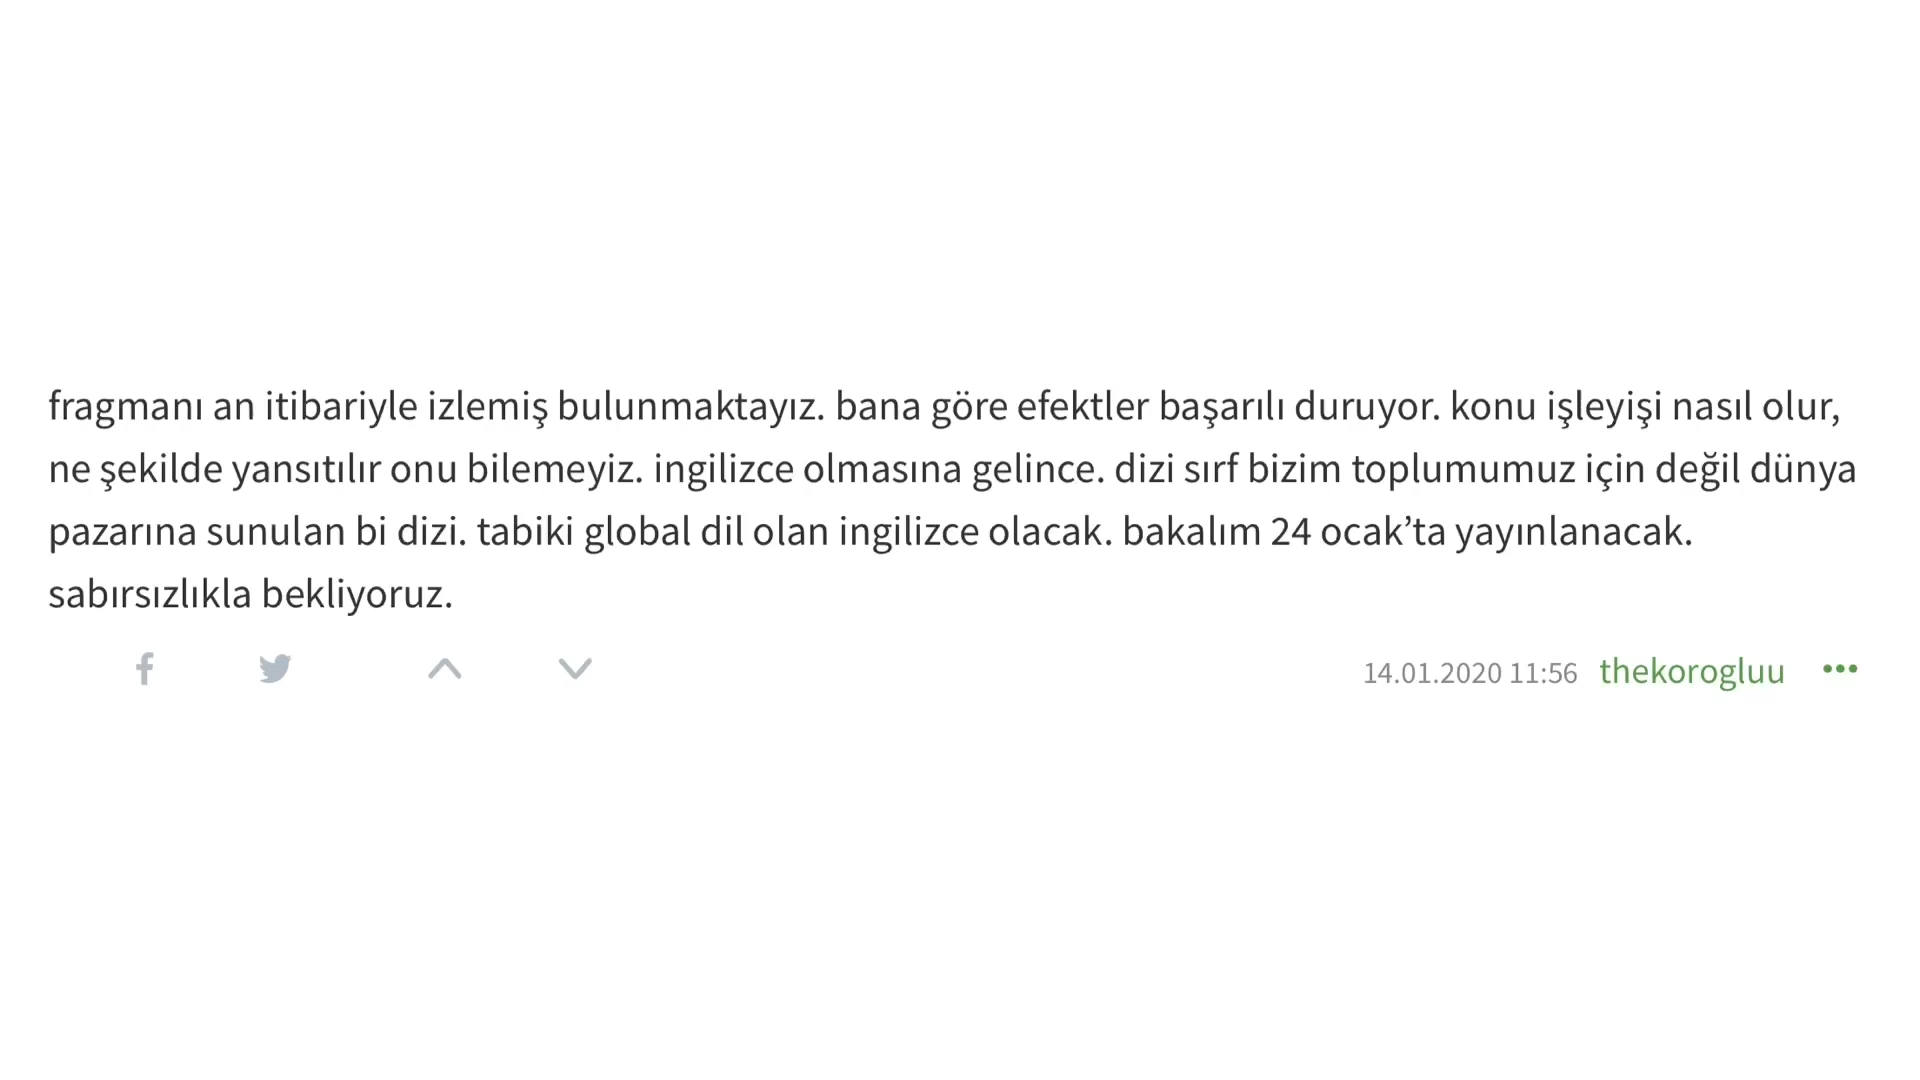 fragmanı an itibariyle izlemiş bulunmaktayız. bana göre efektler başarılı duruyor. konu işleyişi nasıl olur,
ne şekilde yansıtılır onu bilemeyiz. ingilizce olmasına gelince. dizi sırf bizim toplumumuz için değil dünya
pazarına sunulan bi dizi. tabiki global dil olan ingilizce olacak. bakalım 24 ocak’ta yayınlanacak.
sabırsızlıkla bekliyoruz.
14.01.2020 11:56 thekorogluu